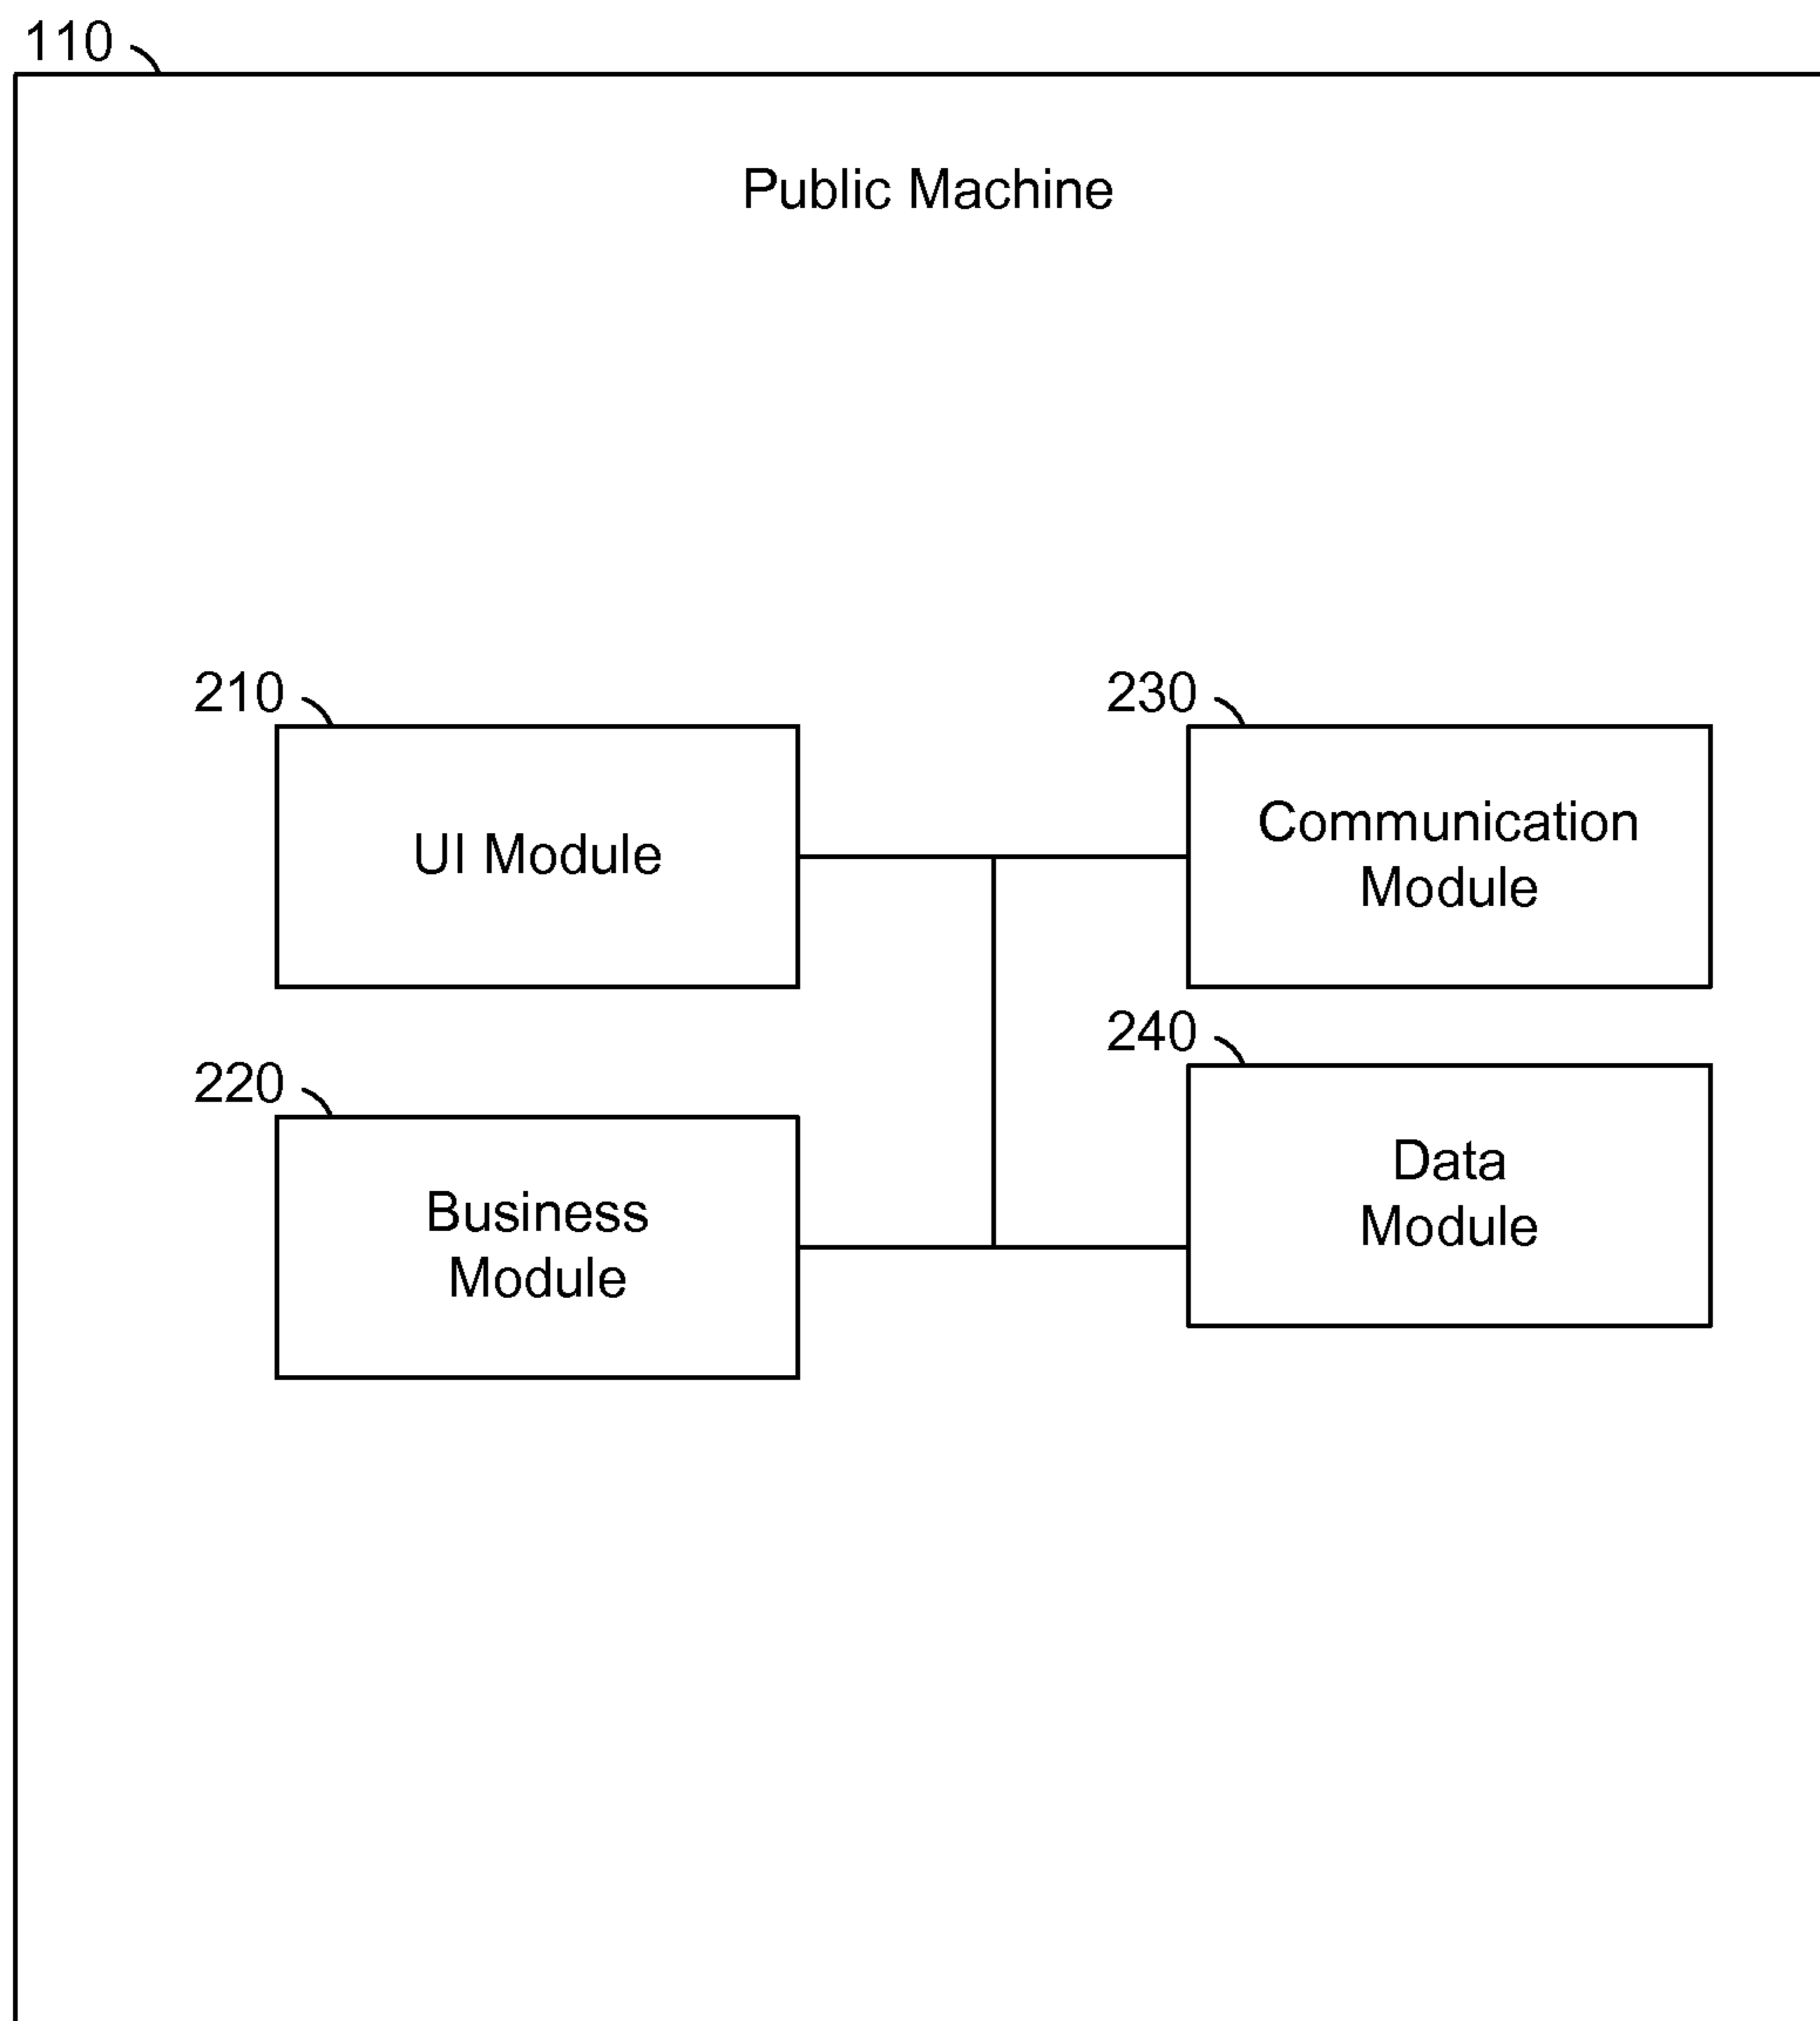 110
Public Machine
210
UI Module
230
Communication
Module
220
Business
Module
240
Data
Module